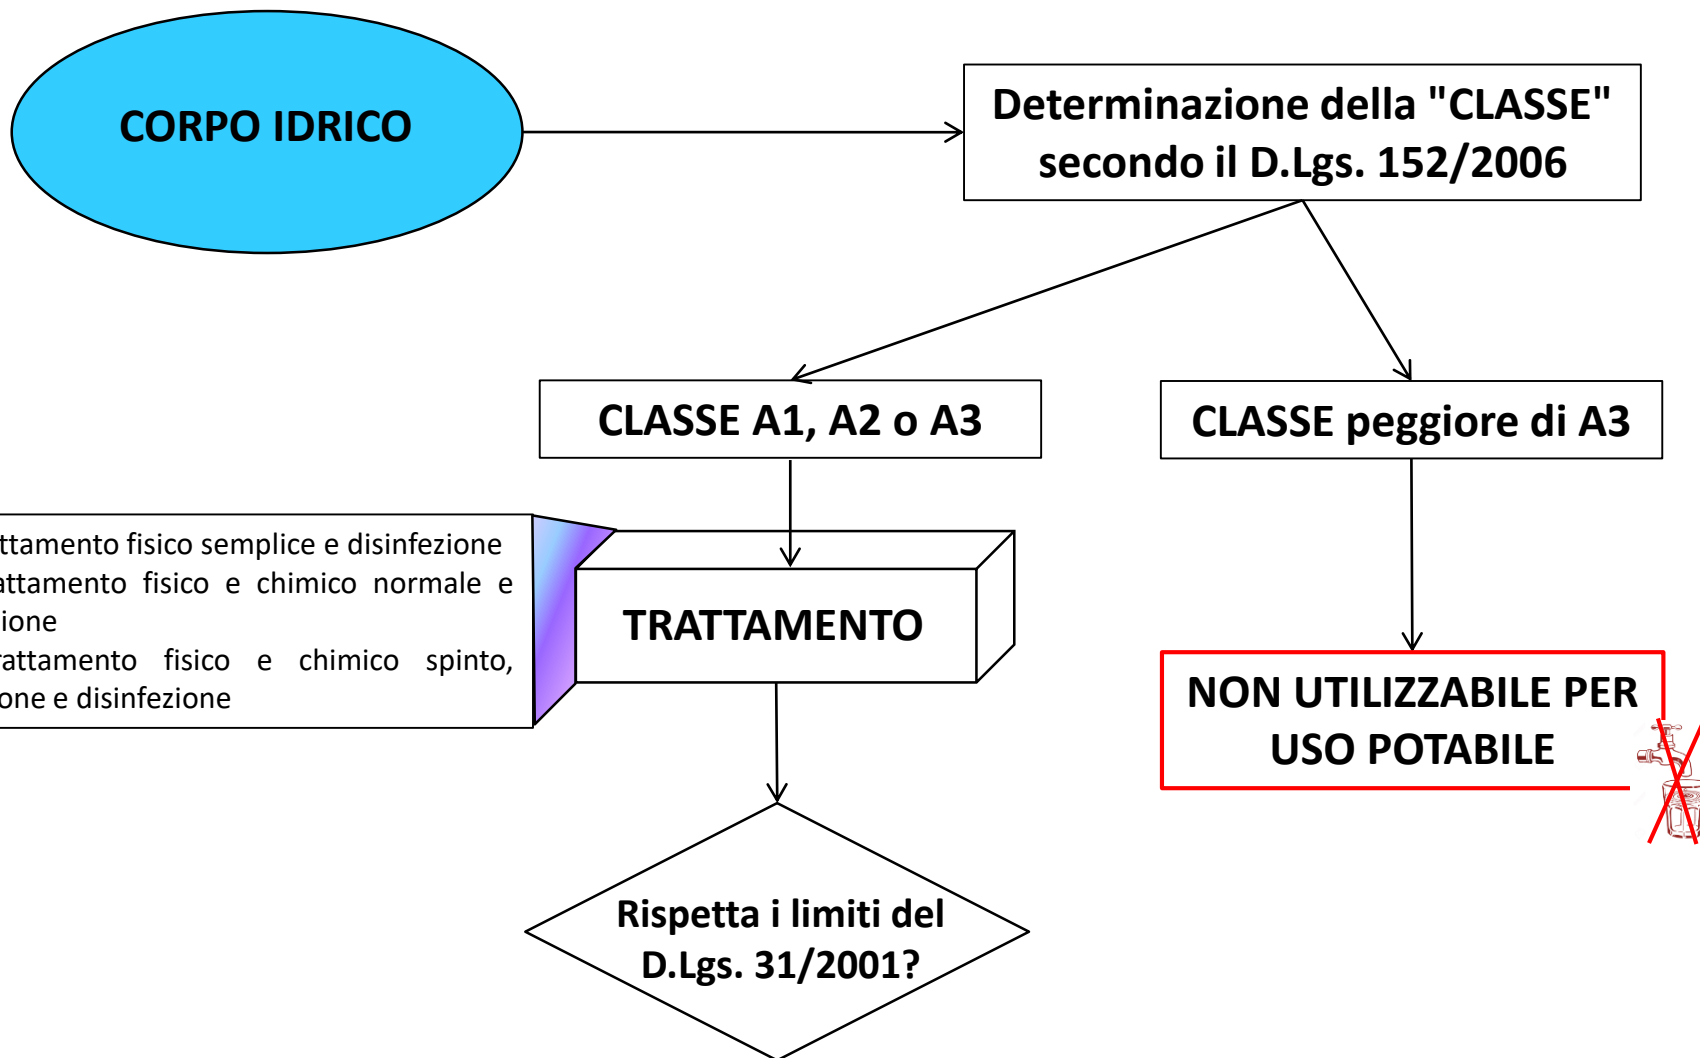 CORPO IDRICO
Determinazione della "CLASSE"
secondo il D.Lgs. 152/2006
CLASSE A1, A2 o A3
CLASSE peggiore di A3
ttamento fisico semplice e disinfezione
attamento fisico e chimico normale e
ione
rattamento fisico e chimico spinto,
one e disinfezione
TRATTAMENTO
NON UTILIZZABILE PER
USO POTABILE
Rispetta i limiti del
D.Lgs. 31/2001?